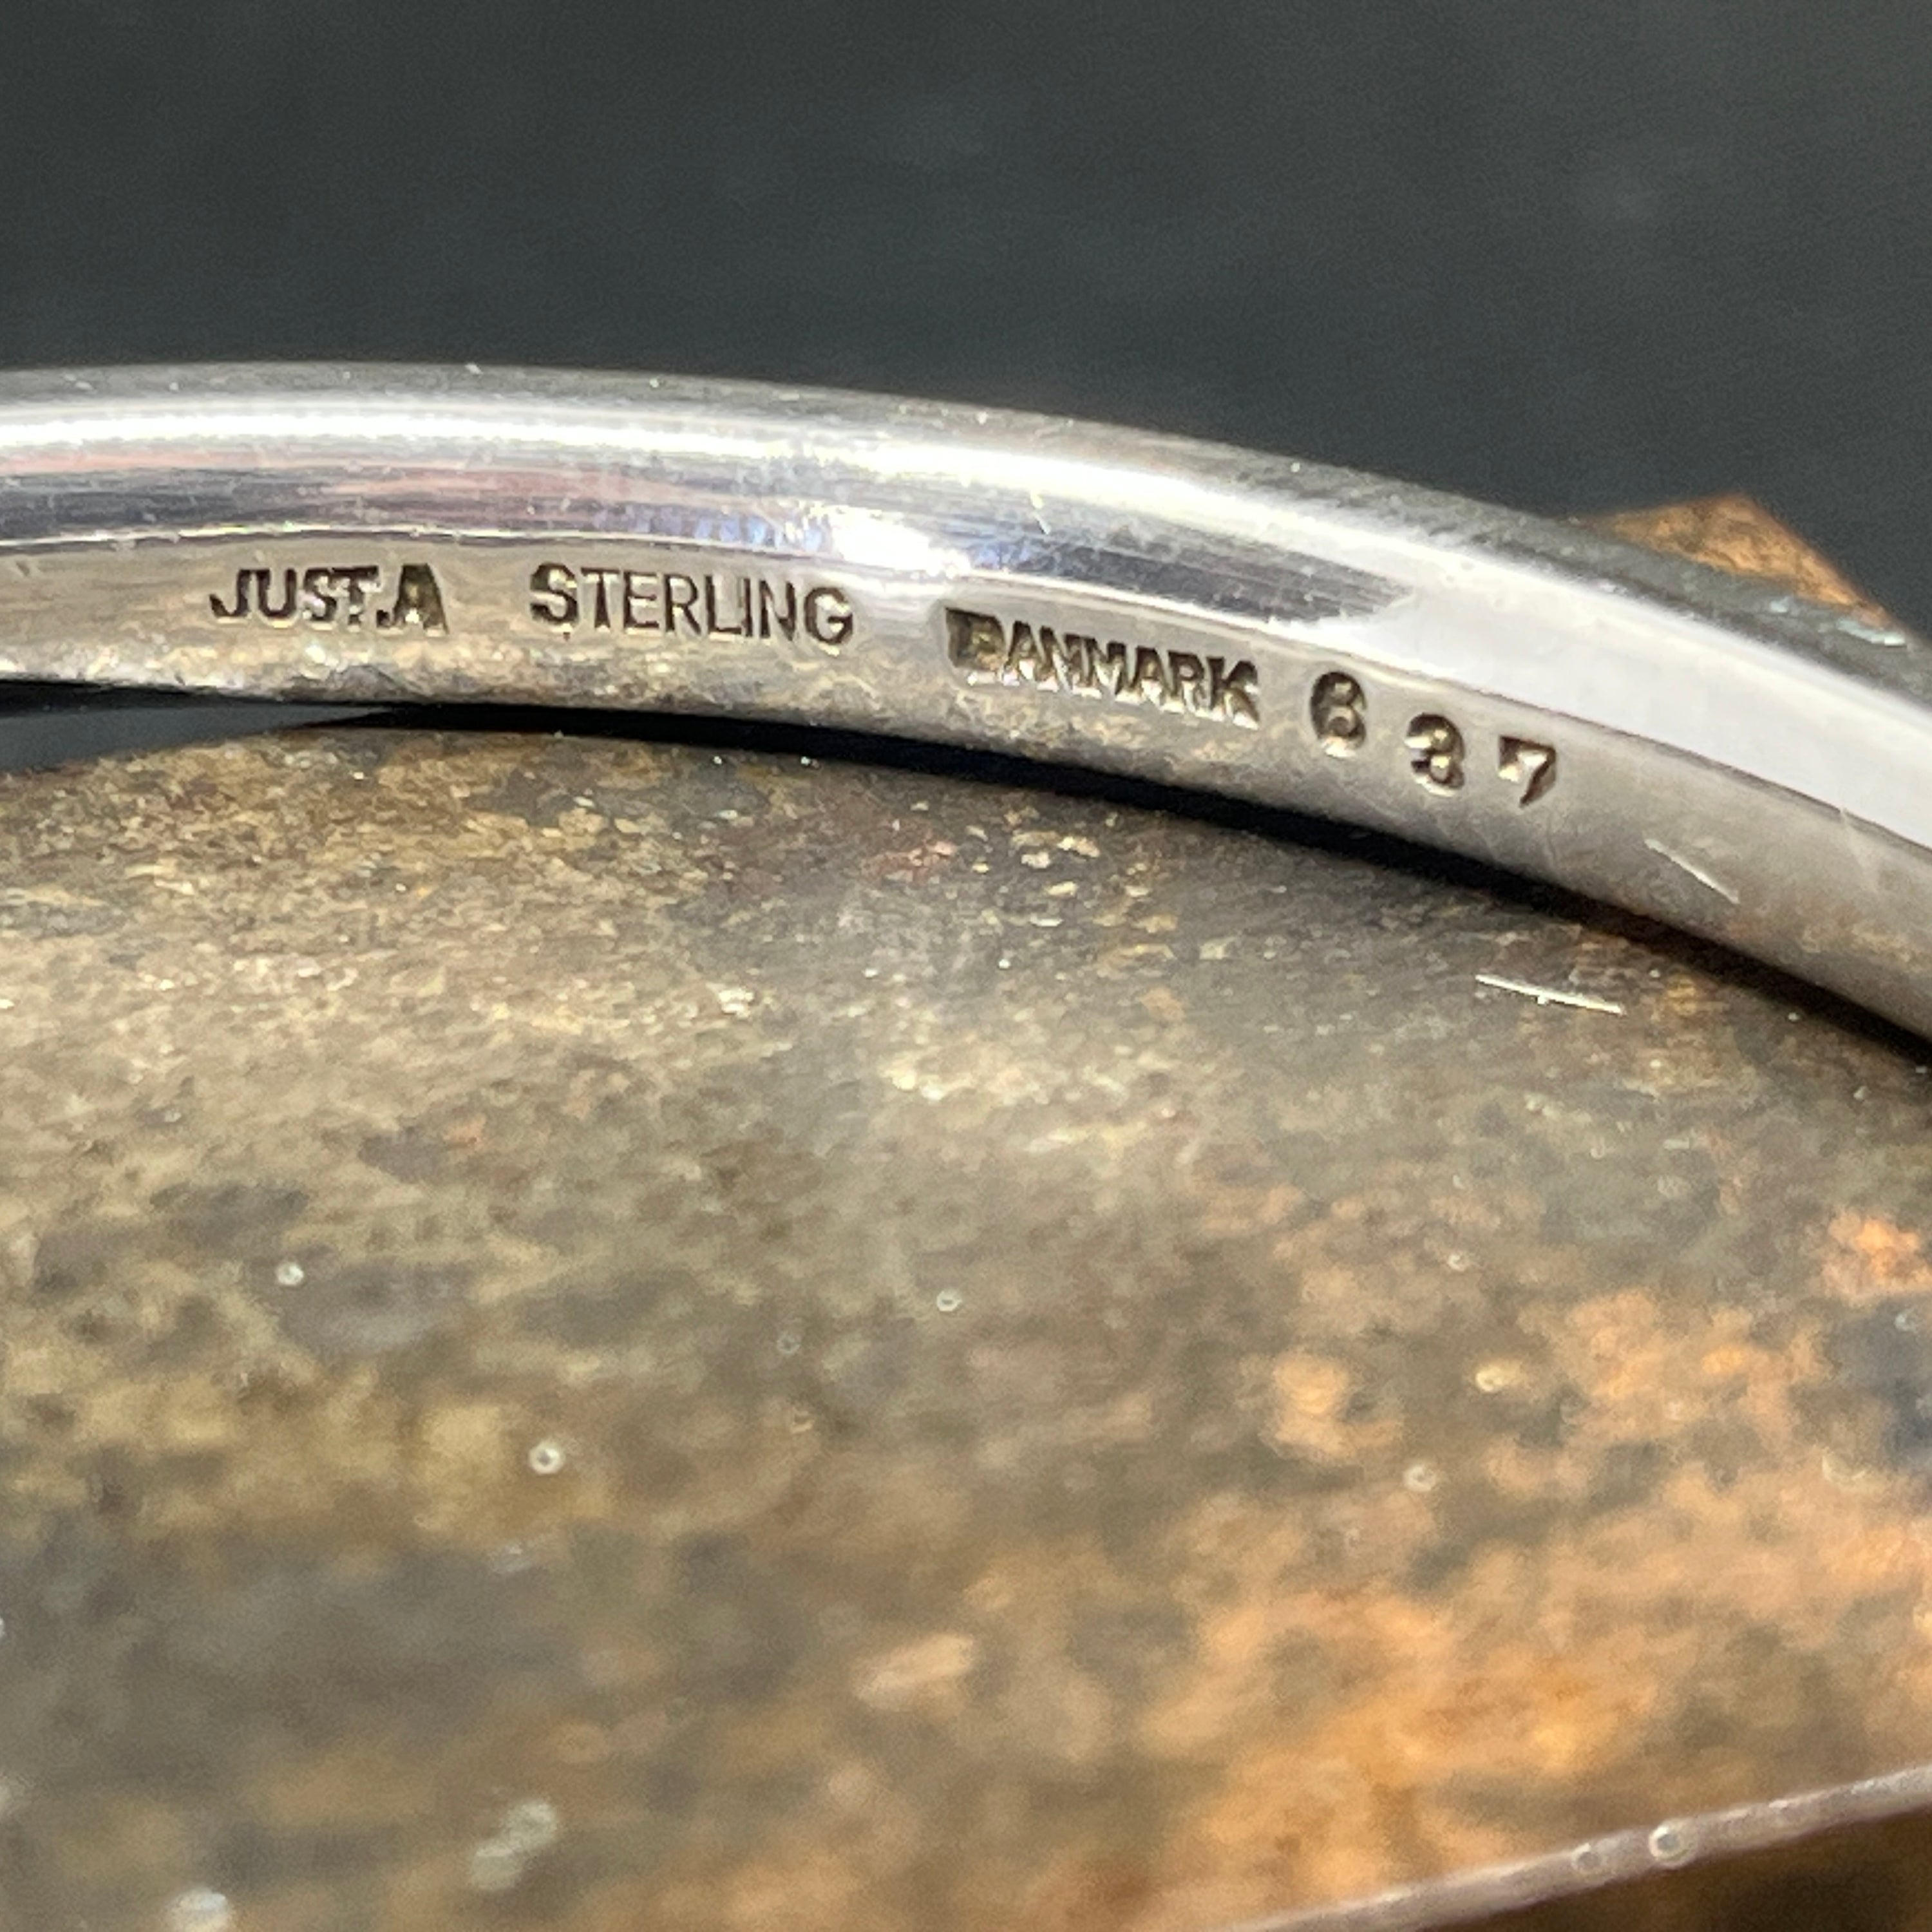 JUST.A STERLING DANMARK 637